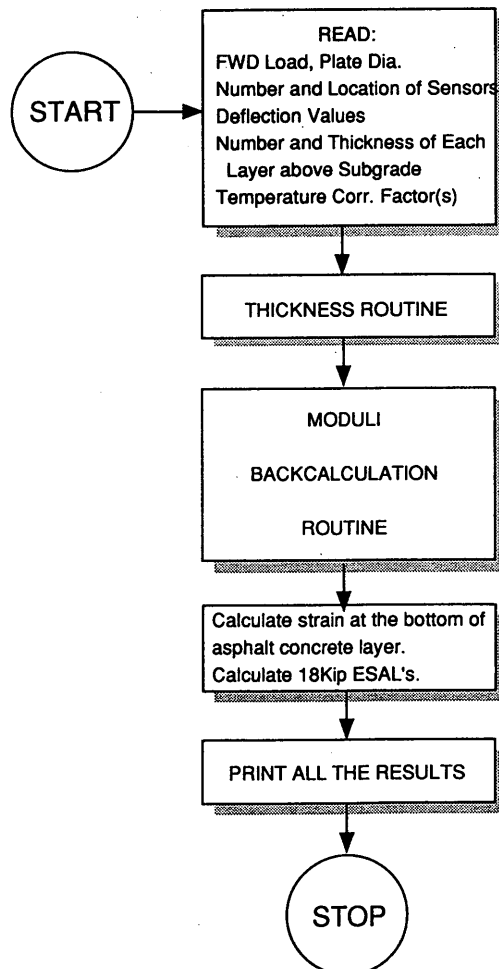 START
READ:
FWD Load, Plate Dia.
Number and Location of Sensors
Deflection Values
Number and Thickness of Each
Layer above Subgrade
Temperature Corr. Factor(s)
THICKNESS ROUTINE
MODULI
BACKCALCULATION
ROUTINE
Calculate strain at the bottom of
asphalt concrete layer.
Calculate 18Kip ESAL's.
PRINT ALL THE RESULTS
STOP